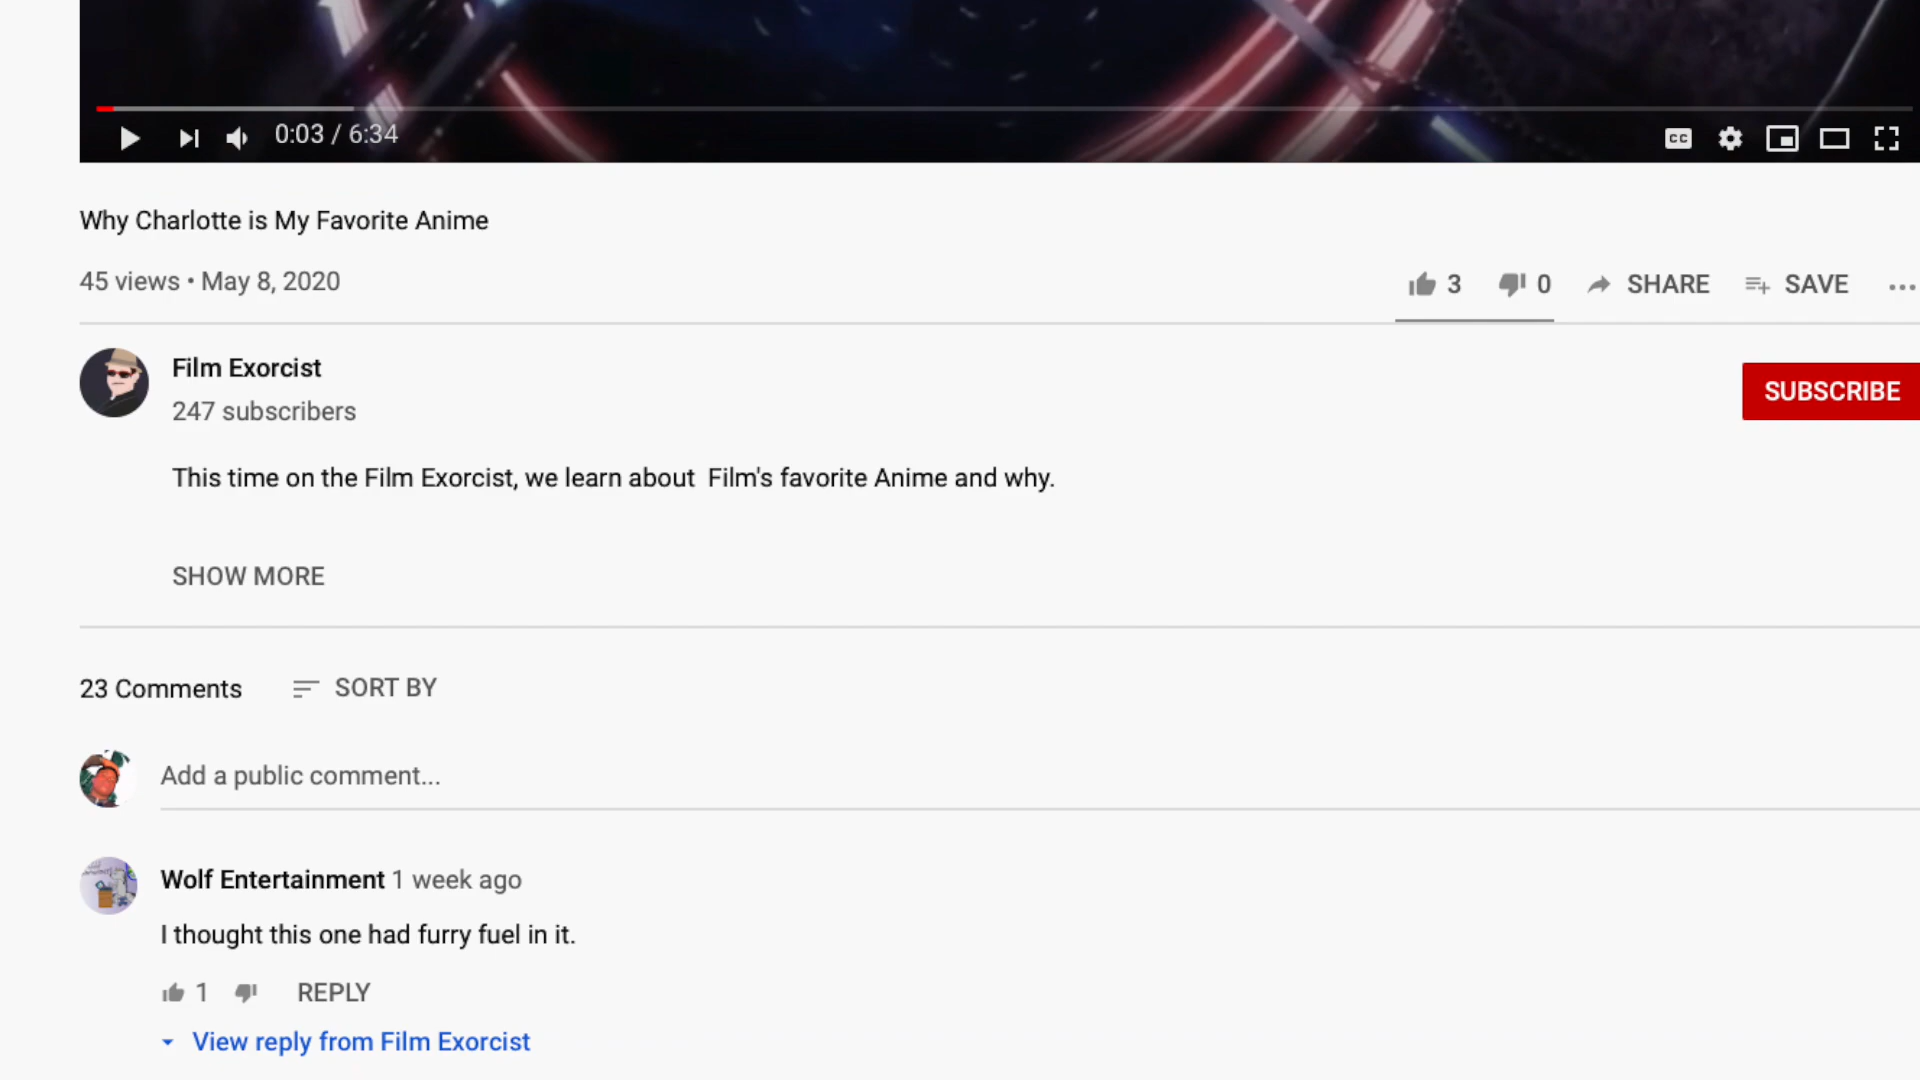 0:03 / 6:34
CC
Why Charlotte is My Favorite Anime
45 views • May 8, 2020
3 0 SHARE SAVE ...
Film Exorcist
247 subscribers
SUBSCRIBE
This time on the Film Exorcist, we learn about  Film's favorite Anime and why.
SHOW MORE
23 Comments SORT BY
Add a public comment...
Wolf Entertainment 1 week ago
I thought this one had furry fuel in it.
1 REPLY
View reply from Film Exorcist